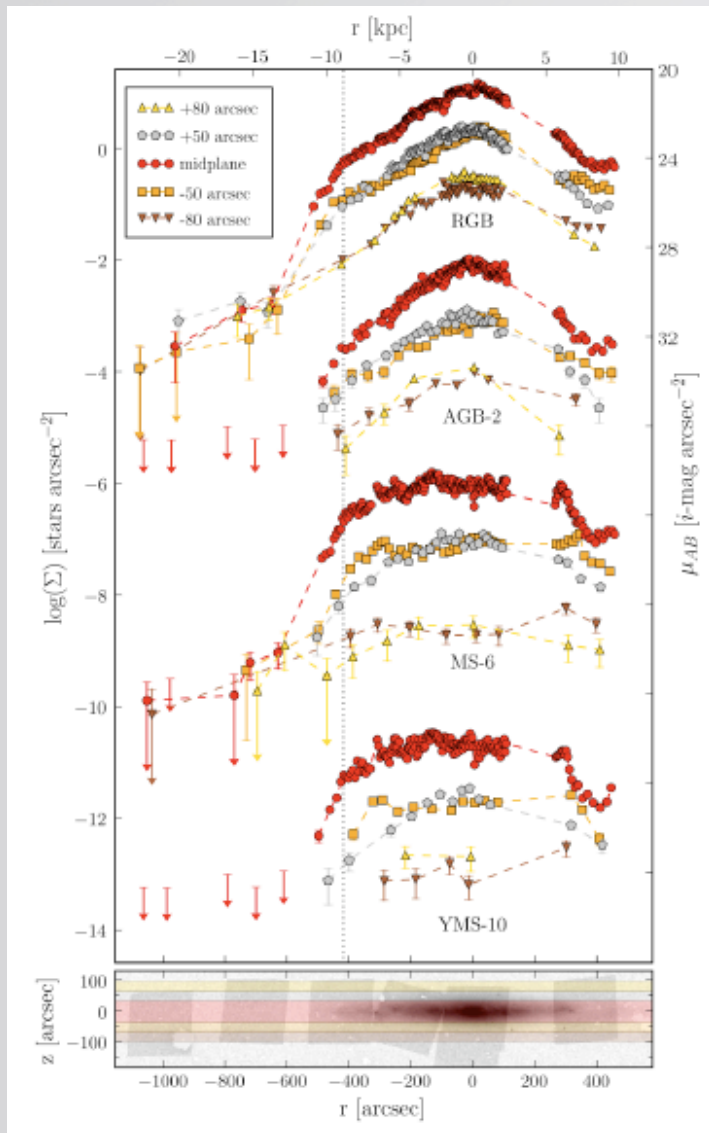 r [kpc]
−20 −15 −10 −5 0 5 10
+80 arcsec
+50 arcsec
midplane
-50 arcsec
-80 arcsec
RGB
AGB-2
MS-6
YMS-10
0
−2
−4
−6
−8
−10
−12
−14
log(Σ) [stars arcsec⁻²]
20
24
28
32
μAB [i-mag arcsec⁻²]
100
0
−100
z [arcsec]
−1000 −800 −600 −400 −200 0 200 400
r [arcsec]